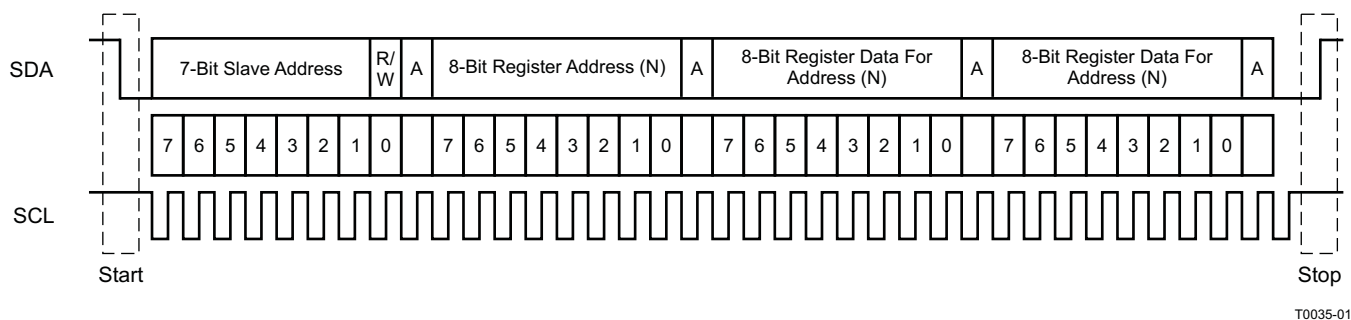 SDA
7-Bit Slave Address
R/
W
A
8-Bit Register Address (N)
A
8-Bit Register Data For
Address (N)
A
8-Bit Register Data For
Address (N)
A
7 6 5 4 3 2 1 0 7 6 5 4 3 2 1 0 7 6 5 4 3 2 1 0 7 6 5 4 3 2 1 0
SCL
Start
Stop
T0035-01